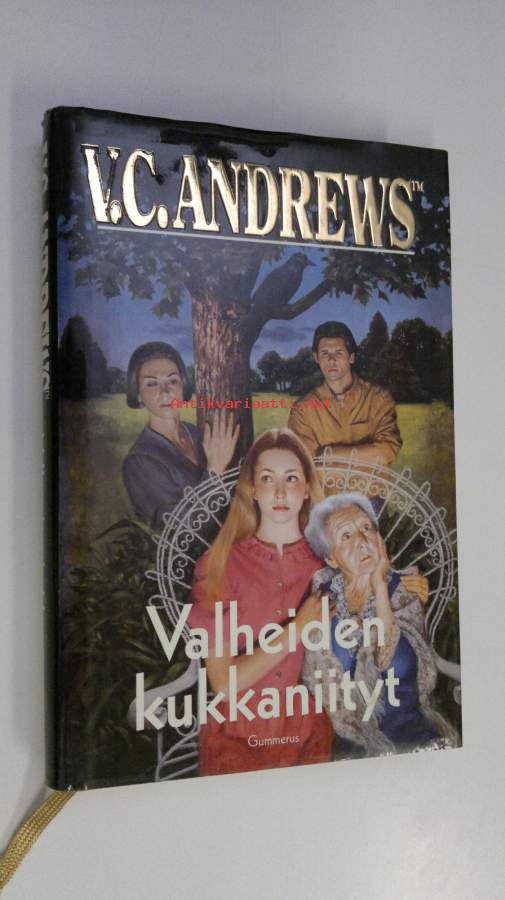 V.C. ANDREWS™
Antikvariaatti.net
Valheiden
kukkaniityt
Gummerus